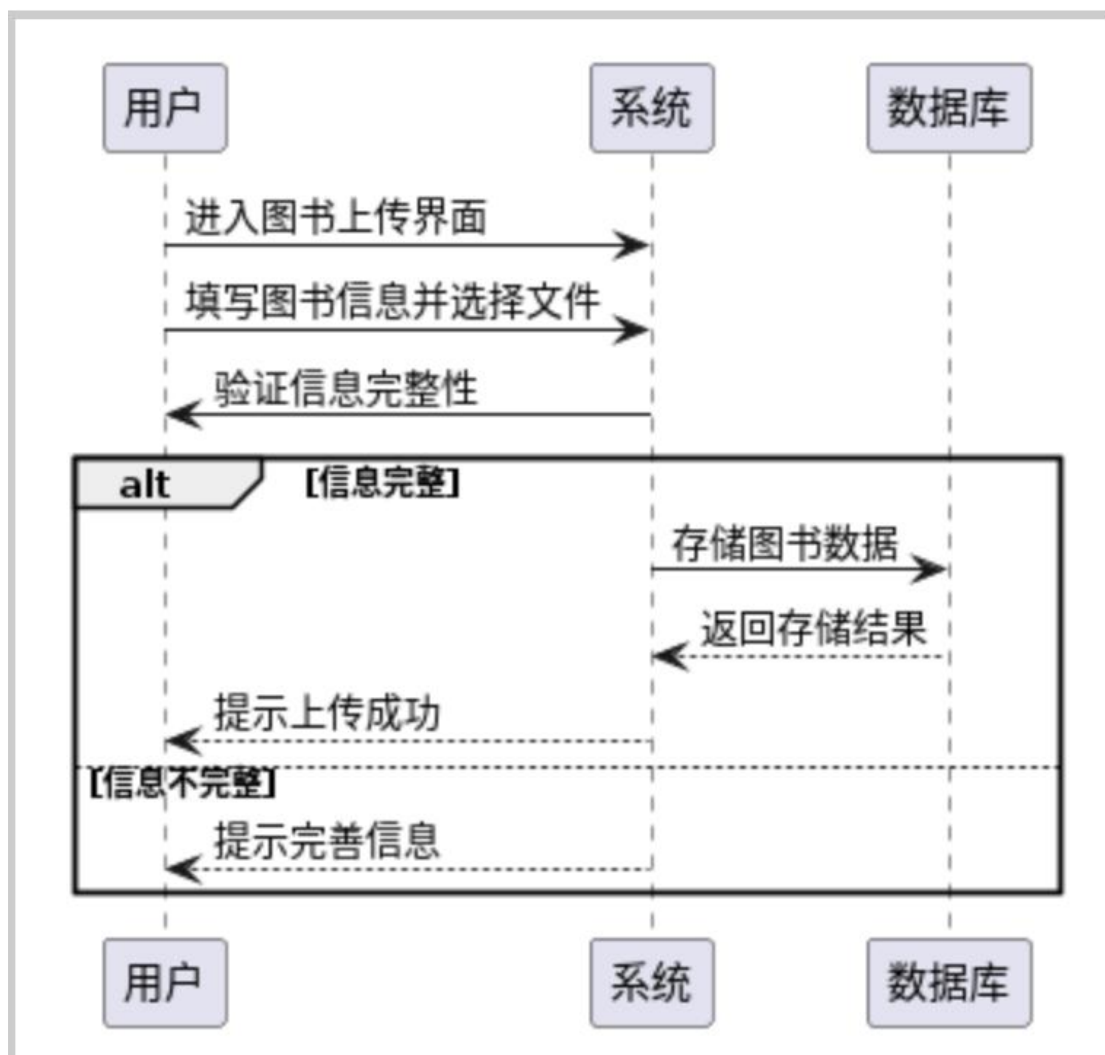 用户 系统 数据库
进入图书上传界面
填写图书信息并选择文件
验证信息完整性
alt [信息完整]
存储图书数据
返回存储结果
提示上传成功
[信息不完整]
提示完善信息
用户 系统 数据库